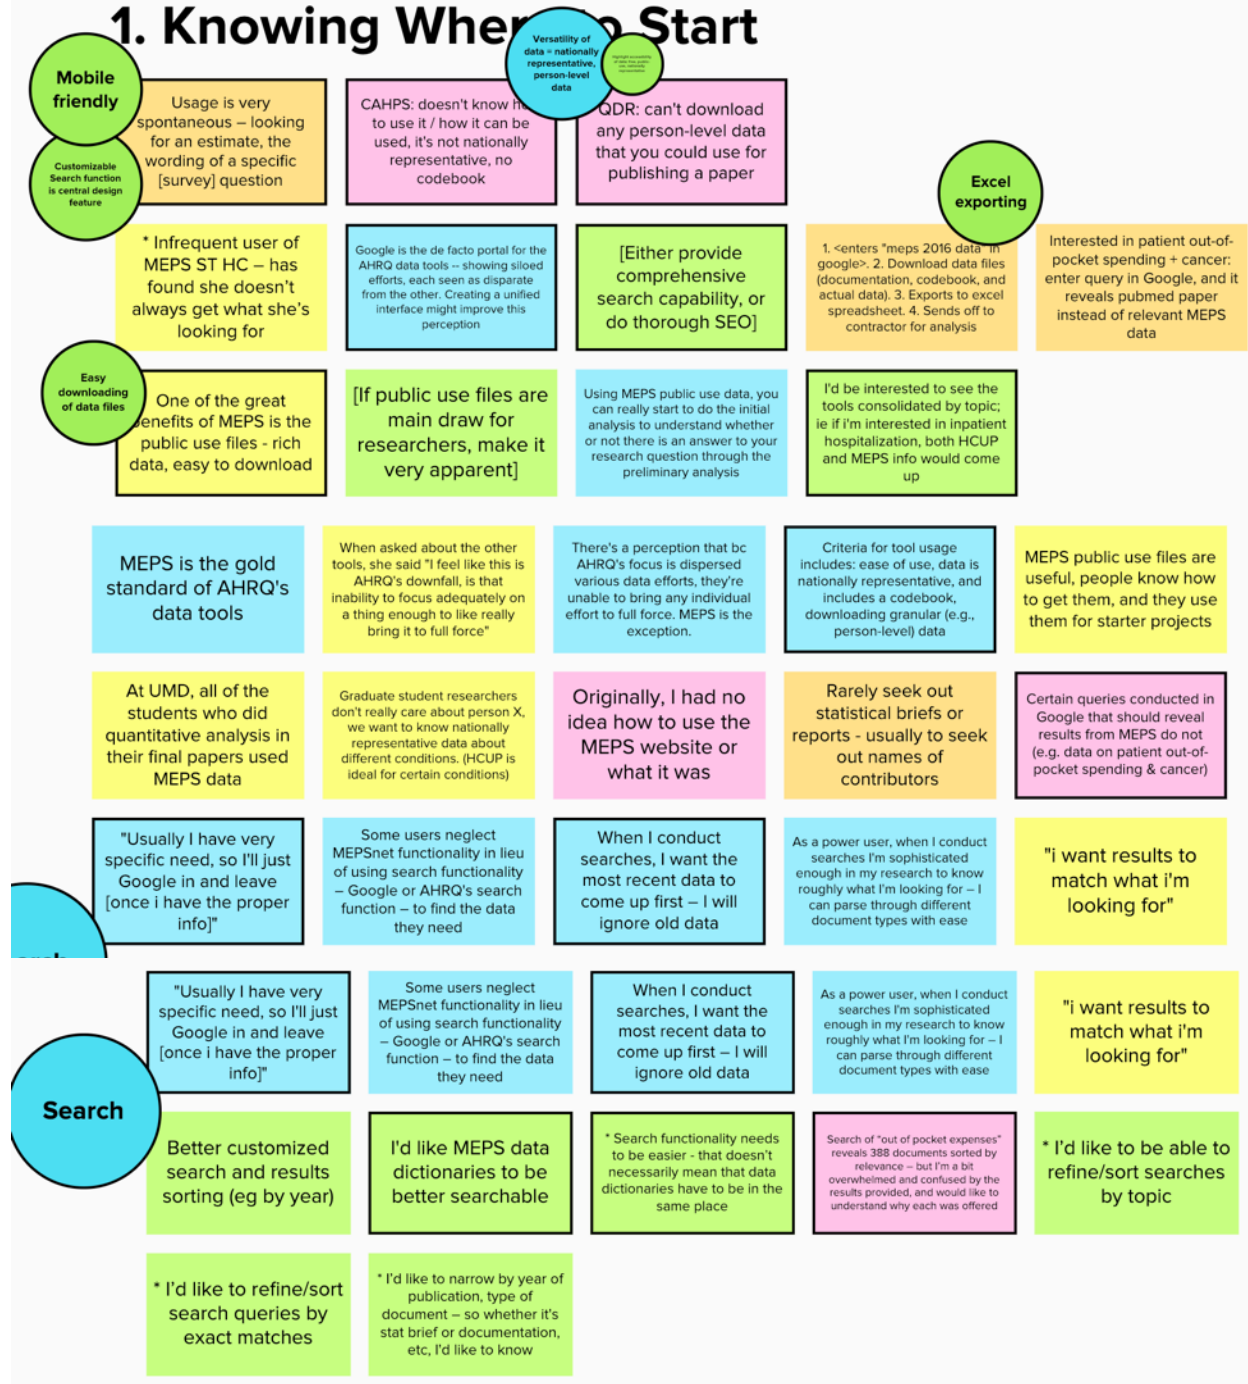 1. Knowing Where to Start
Mobile
friendly
Customizable
Search function
is central design
feature
Versatility of
data = nationally
representative,
person-level
data
Usage is very
spontaneous – looking
for an estimate, the
wording of a specific
[survey] question
CAHPS: doesn't know how
to use it / how it can be
used, it's not nationally
representative, no
codebook
QDR: can't download
any person-level data
that you could use for
publishing a paper
Excel
exporting
* Infrequent user of
MEPS ST HC – has
found she doesn't
always get what she's
looking for
Google is the de facto portal for the
AHRQ data tools -- showing siloed
efforts, each seen as disparate
from the other. Creating a unified
interface might improve this
perception
[Either provide
comprehensive
search capability, or
do thorough SEO]
1. <enters "meps 2016 data" in
google>. 2. Download data files
(documentation, codebook, and
actual data). 3. Exports to excel
spreadsheet. 4. Sends off to
contractor for analysis
Interested in patient out-of-
pocket spending + cancer:
enter query in Google, and it
reveals pubmed paper
instead of relevant MEPS
data
Easy
downloading
of data files
One of the great
benefits of MEPS is the
public use files - rich
data, easy to download
[If public use files are
main draw for
researchers, make it
very apparent]
Using MEPS public use data, you
can really start to do the initial
analysis to understand whether
or not there is an answer to your
research question through the
preliminary analysis
I'd be interested to see the
tools consolidated by topic;
ie if i'm interested in inpatient
hospitalization, both HCUP
and MEPS info would come
up
MEPS is the gold
standard of AHRQ's
data tools
When asked about the other
tools, she said "I feel like this is
AHRQ's downfall, is that
inability to focus adequately on
a thing enough to like really
bring it to full force"
There's a perception that bc
AHRQ's focus is dispersed
various data efforts, they're
unable to bring any individual
effort to full force. MEPS is the
exception.
Criteria for tool usage
includes: ease of use, data is
nationally representative, and
includes a codebook,
downloading granular (e.g.,
person-level) data
MEPS public use files are
useful, people know how
to get them, and they use
them for starter projects
At UMD, all of the
students who did
quantitative analysis in
their final papers used
MEPS data
Graduate student researchers
don't really care about person X,
we want to know nationally
representative data about
different conditions. (HCUP is
ideal for certain conditions)
Originally, I had no
idea how to use the
MEPS website or
what it was
Rarely seek out
statistical briefs or
reports - usually to seek
out names of
contributors
Certain queries conducted in
Google that should reveal
results from MEPS do not
(e.g. data on patient out-of-
pocket spending & cancer)
"Usually I have very
specific need, so I'll just
Google in and leave
[once i have the proper
info]"
Some users neglect
MEPSnet functionality in lieu
of using search functionality
– Google or AHRQ's search
function – to find the data
they need
When I conduct
searches, I want the
most recent data to
come up first – I will
ignore old data
As a power user, when I conduct
searches I'm sophisticated
enough in my research to know
roughly what I'm looking for – I
can parse through different
document types with ease
"i want results to
match what i'm
looking for"
"Usually I have very
specific need, so I'll just
Google in and leave
[once i have the proper
info]"
Some users neglect
MEPSnet functionality in lieu
of using search functionality
– Google or AHRQ's search
function – to find the data
they need
When I conduct
searches, I want the
most recent data to
come up first – I will
ignore old data
As a power user, when I conduct
searches I'm sophisticated
enough in my research to know
roughly what I'm looking for – I
can parse through different
document types with ease
"i want results to
match what i'm
looking for"
Search
Better customized
search and results
sorting (eg by year)
I'd like MEPS data
dictionaries to be
better searchable
* Search functionality needs
to be easier - that doesn't
necessarily mean that data
dictionaries have to be in the
same place
Search of "out of pocket expenses"
reveals 388 documents sorted by
relevance – but I'm a bit
overwhelmed and confused by the
results provided, and would like to
understand why each was offered
* I'd like to be able to
refine/sort searches
by topic
* I'd like to refine/sort
search queries by
exact matches
* I'd like to narrow by year of
publication, type of
document – so whether it's
stat brief or documentation,
etc, I'd like to know